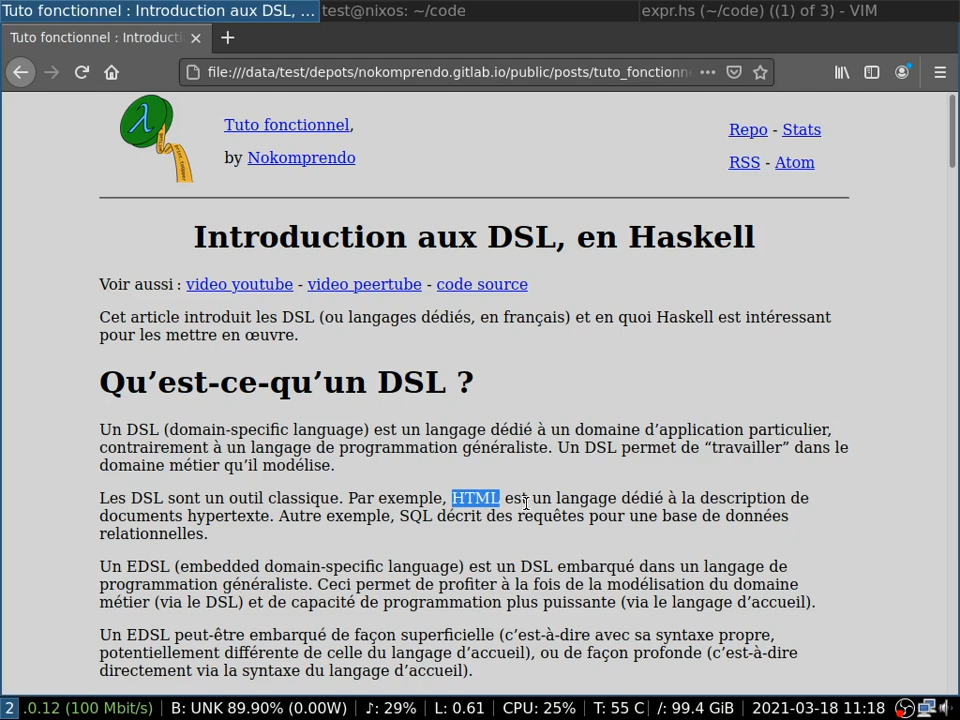 Tuto fonctionnel : Introduction aux DSL, ... test@nixos: ~/code expr.hs (~/code) ((1) of 3) - VIM
Tuto fonctionnel : Introducti
file:///data/test/depots/nokomprendo.gitlab.io/public/posts/tuto_fonctionn
Tuto fonctionnel,
by Nokomprendo
Repo - Stats
RSS - Atom
Introduction aux DSL, en Haskell
Voir aussi : video youtube - video peertube - code source
Cet article introduit les DSL (ou langages dédiés, en français) et en quoi Haskell est intéressant
pour les mettre en œuvre.
Qu’est-ce-qu’un DSL ?
Un DSL (domain-specific language) est un langage dédié à un domaine d’application particulier,
contrairement à un langage de programmation généraliste. Un DSL permet de “travailler” dans le
domaine métier qu’il modélise.
Les DSL sont un outil classique. Par exemple, HTML est un langage dédié à la description de
documents hypertexte. Autre exemple, SQL décrit des requêtes pour une base de données
relationnelles.
Un EDSL (embedded domain-specific language) est un DSL embarqué dans un langage de
programmation généraliste. Ceci permet de profiter à la fois de la modélisation du domaine
métier (via le DSL) et de capacité de programmation plus puissante (via le langage d’accueil).
Un EDSL peut-être embarqué de façon superficielle (c’est-à-dire avec sa syntaxe propre,
potentiellement différente de celle du langage d’accueil), ou de façon profonde (c’est-à-dire
directement via la syntaxe du langage d’accueil).
2 .0.12 (100 Mbit/s) B: UNK 89.90% (0.00W) ♪: 29% L: 0.61 CPU: 25% T: 55 C /: 99.4 GiB 2021-03-18 11:18